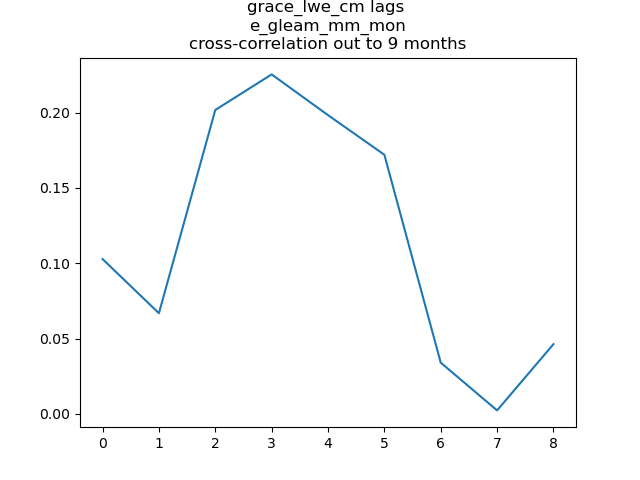 grace_lwe_cm lags
e_gleam_mm_mon
cross-correlation out to 9 months
0.20
0.15
0.10
0.05
0.00
0 1 2 3 4 5 6 7 8